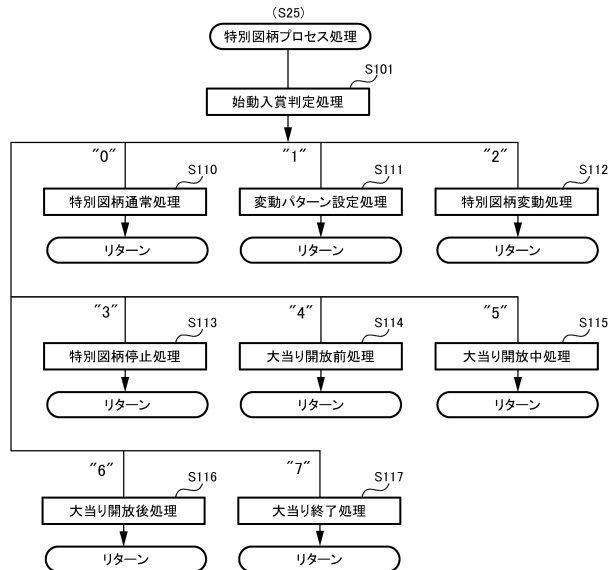 (S25)
特別図柄プロセス処理
S101
始動入賞判定処理
"0"
"1"
"2"
S110
S111
S112
特別図柄通常処理
変動パターン設定処理
特別図柄変動処理
リターン
リターン
リターン
"3"
"4"
"5"
S113
S114
S115
特別図柄停止処理
大当り開放前処理
大当り開放中処理
リターン
リターン
リターン
"6"
"7"
S116
S117
大当り開放後処理
大当り終了処理
リターン
リターン